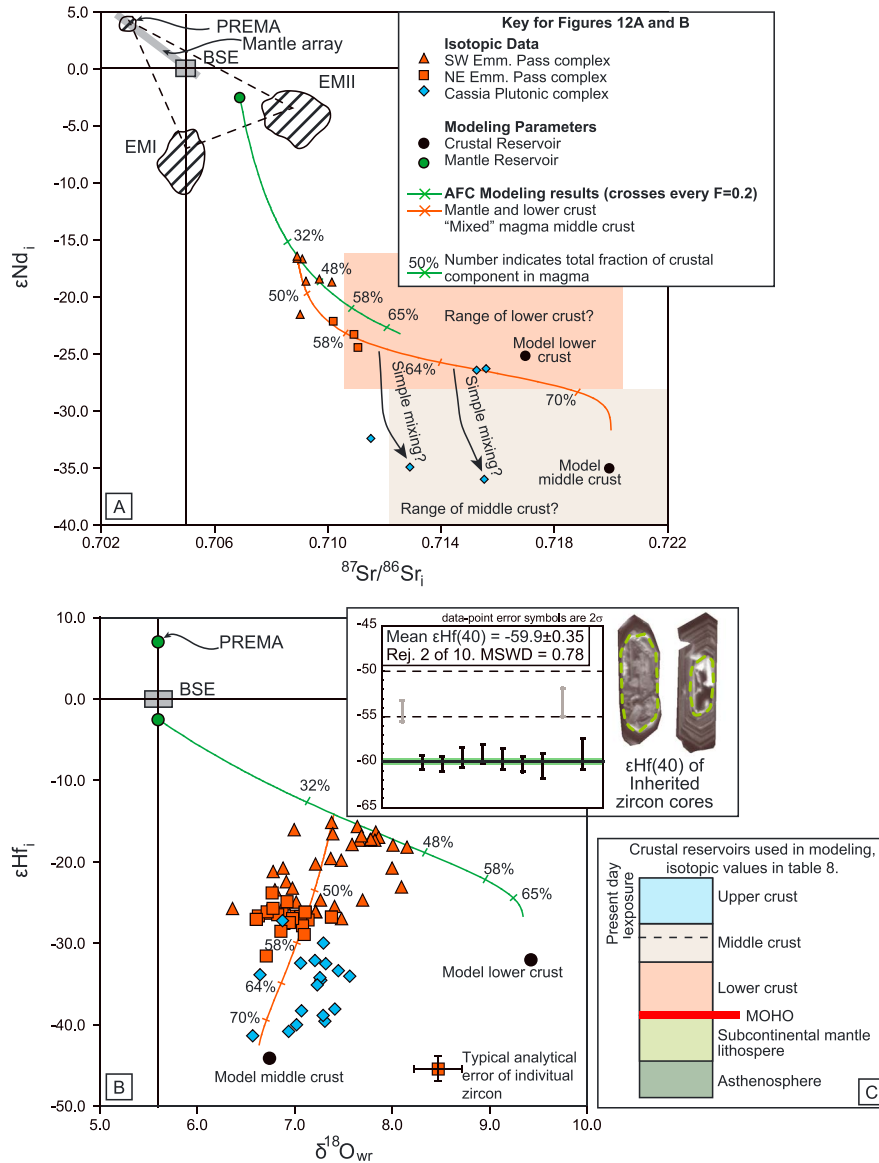 PREMA
Mantle array
BSE
EMII
EMI
Key for Figures 12A and B
Isotopic Data
SW Emm. Pass complex
NE Emm. Pass complex
Cassia Plutonic complex
Modeling Parameters
Crustal Reservoir
Mantle Reservoir
AFC Modeling results (crosses every F=0.2)
Mantle and lower crust
“Mixed” magma middle crust
50%
Number indicates total fraction of crustal
component in magma
5.0
0.0
-5.0
-10.0
-15.0
-20.0
-25.0
-30.0
-35.0
-40.0
εNd i
32%
48%
50%
58%
58%
65%
64%
70%
Range of lower crust?
Model lower
crust
Simple mixing?
Simple mixing?
Model
middle crust
Range of middle crust?
A
0.702
0.706
0.710
0.714
0.718
0.722
87Sr/86Sri
10.0
0.0
-10.0
-20.0
-30.0
-40.0
-50.0
εHf i
PREMA
BSE
32%
48%
58%
65%
50%
58%
64%
70%
Model lower crust
Model middle crust
Typical analytical
error of indivitual
zircon
B
5.0
6.0
7.0
8.0
9.0
10.0
δ18Owr
data-point error symbols are 2σ
Mean εHf(40) = -59.9±0.35
Rej. 2 of 10. MSWD = 0.78
-45
-50
-55
-60
-65
εHf(40) of
Inherited
zircon cores
Crustal reservoirs used in modeling,
isotopic values in table 8.
Present day
exposure
Upper crust
Middle crust
Lower crust
MOHO
Subcontinental mantle
lithospere
Asthenosphere
C